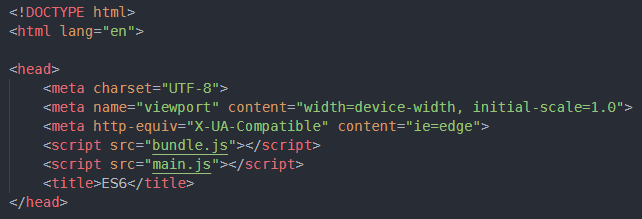 <!DOCTYPE html>
<html lang="en">
<head>
<meta charset="UTF-8">
<meta name="viewport" content="width=device-width, initial-scale=1.0">
<meta http-equiv="X-UA-Compatible" content="ie=edge">
<script src="bundle.js"></script>
<script src="main.js"></script>
<title>ES6</title>
</head>